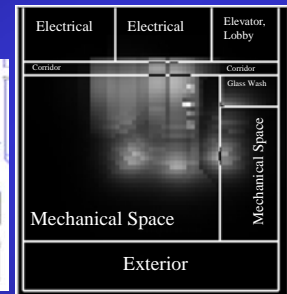 Electrical
Electrical
Elevator,
Lobby
Corridor
Corridor
Glass Wash
Mechanical Space
Mechanical Space
Exterior